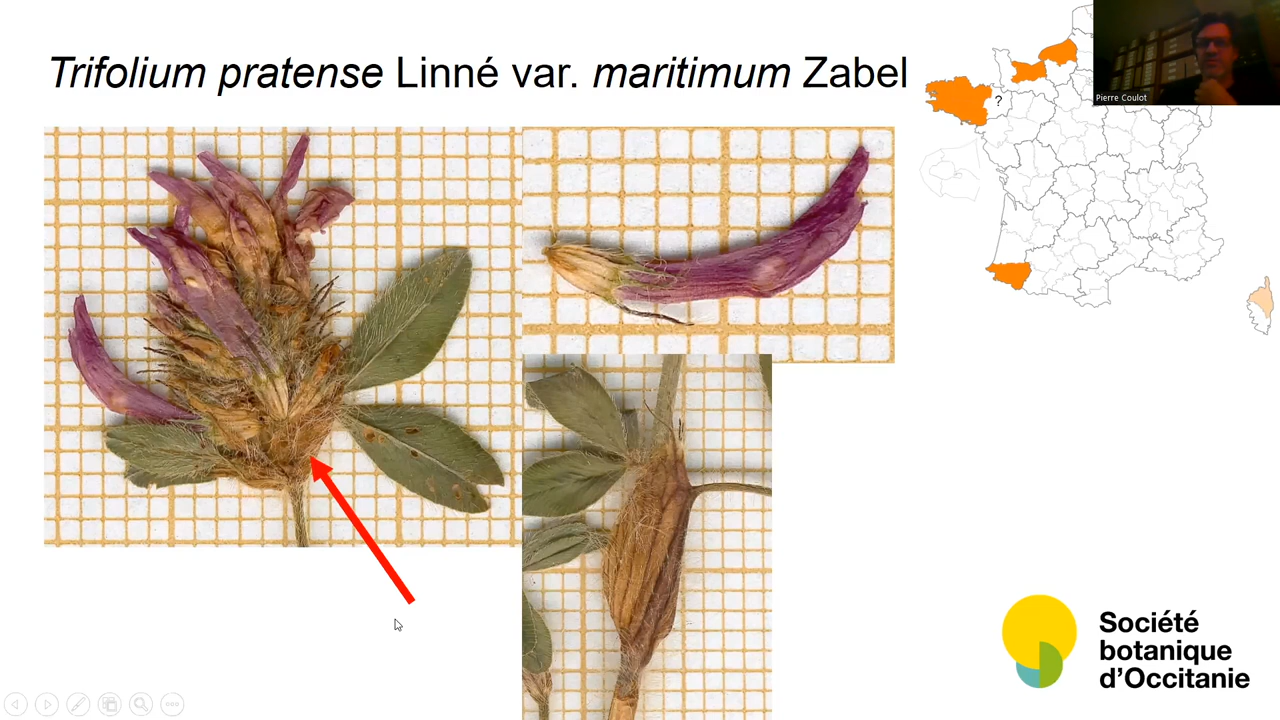 Trifolium pratense Linné var. maritimum Zabel
?
Pierre Coulot
Société
botanique
d'Occitanie